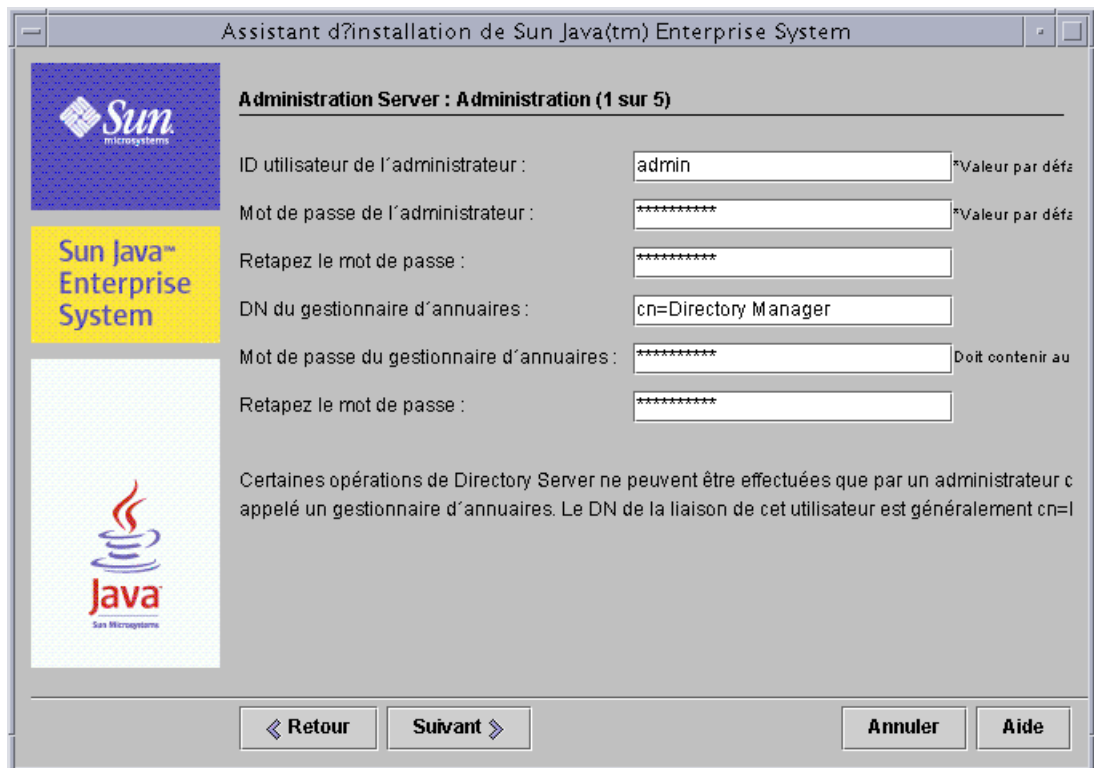 Assistant d?installation de Sun Java(tm) Enterprise System
Sun
microsystems
Sun Java™
Enterprise
System
Java
Sun Microsystems
Administration Server : Administration (1 sur 5)
ID utilisateur de l´administrateur : admin *Valeur par défa
Mot de passe de l´administrateur : ********** *Valeur par défa
Retapez le mot de passe : **********
DN du gestionnaire d´annuaires : cn=Directory Manager
Mot de passe du gestionnaire d´annuaires : ********** Doit contenir au
Retapez le mot de passe : **********
Certaines opérations de Directory Server ne peuvent être effectuées que par un administrateur
appelé un gestionnaire d´annuaires. Le DN de la liaison de cet utilisateur est généralement
Retour Suivant Annuler Aide